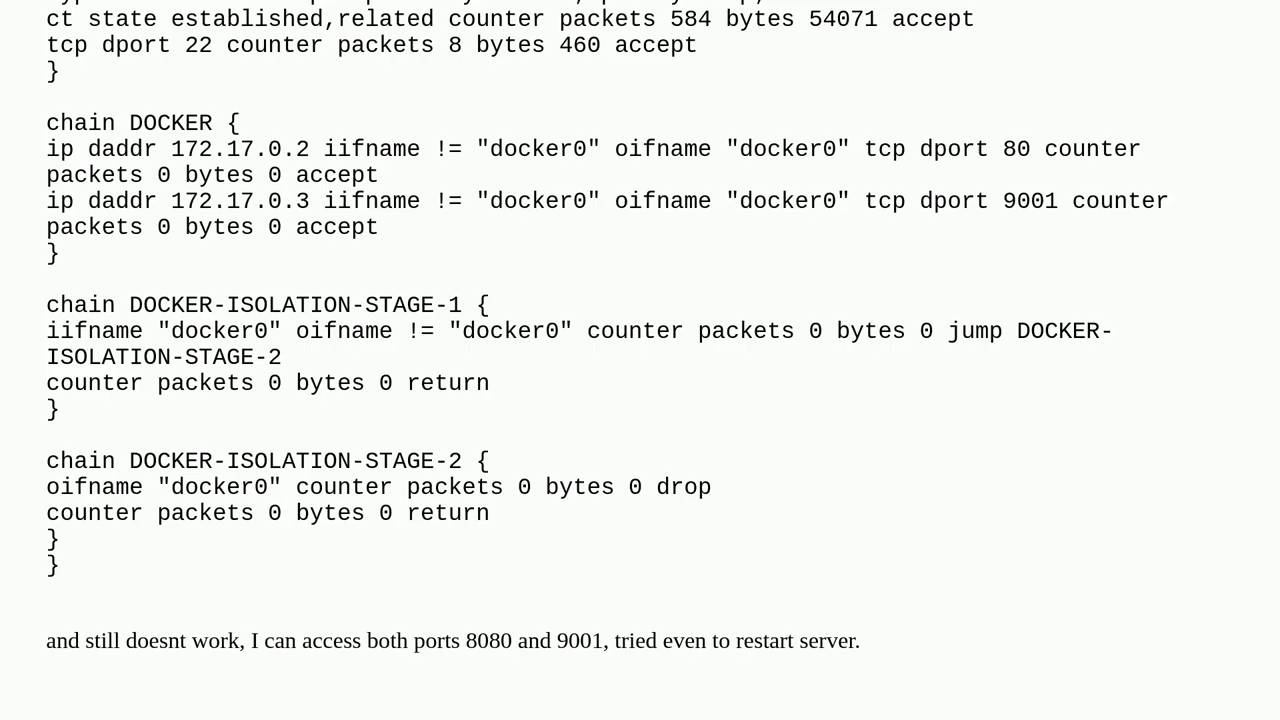 ct state established,related counter packets 584 bytes 54071 accept
tcp dport 22 counter packets 8 bytes 460 accept
}
chain DOCKER {
ip daddr 172.17.0.2 iifname != "docker0" oifname "docker0" tcp dport 80 counter
packets 0 bytes 0 accept
ip daddr 172.17.0.3 iifname != "docker0" oifname "docker0" tcp dport 9001 counter
packets 0 bytes 0 accept
}
chain DOCKER-ISOLATION-STAGE-1 {
iifname "docker0" oifname != "docker0" counter packets 0 bytes 0 jump DOCKER-
ISOLATION-STAGE-2
counter packets 0 bytes 0 return
}
chain DOCKER-ISOLATION-STAGE-2 {
oifname "docker0" counter packets 0 bytes 0 drop
counter packets 0 bytes 0 return
}
}
and still doesnt work, I can access both ports 8080 and 9001, tried even to restart server.